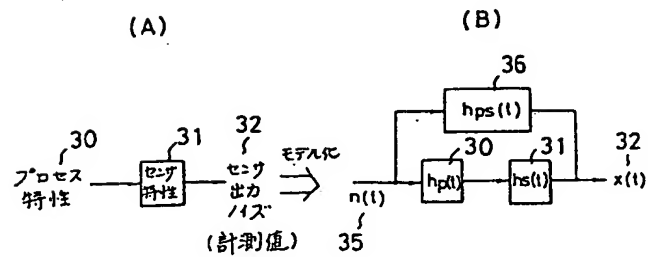 (A)
30
プロセス
特性
31
センサ
特性
32
センサ
出力
ノイズ
(計測値)
モデル化
(B)
36
hps(t)
30
hp(t)
31
hs(t)
32
x(t)
n(t)
35